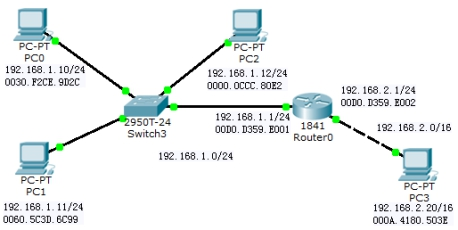 PC-PT
PC0
192.168.1.10/24
0030.F2CE.9D2C
PC-PT
PC2
192.168.1.12/24
0000.0CCC.80E2
2950T-24
Switch3
192.168.1.1/24
00D0.D359.E001
192.168.2.1/24
00D0.D359.E002
1841
Router0
192.168.2.0/16
192.168.1.0/24
PC-PT
PC1
192.168.1.11/24
0060.5C3D.6C99
PC-PT
PC3
192.168.2.20/16
000A.4180.503E